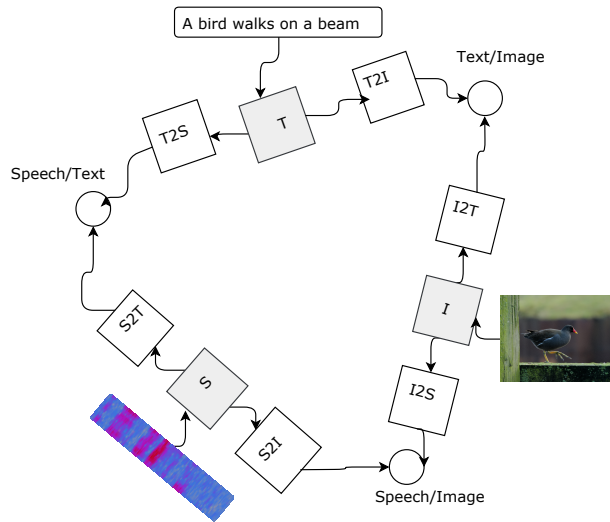 A bird walks on a beam
Text/Image
T2I
T
T2S
Speech/Text
I2T
I
S2T
S
I2S
S2I
Speech/Image